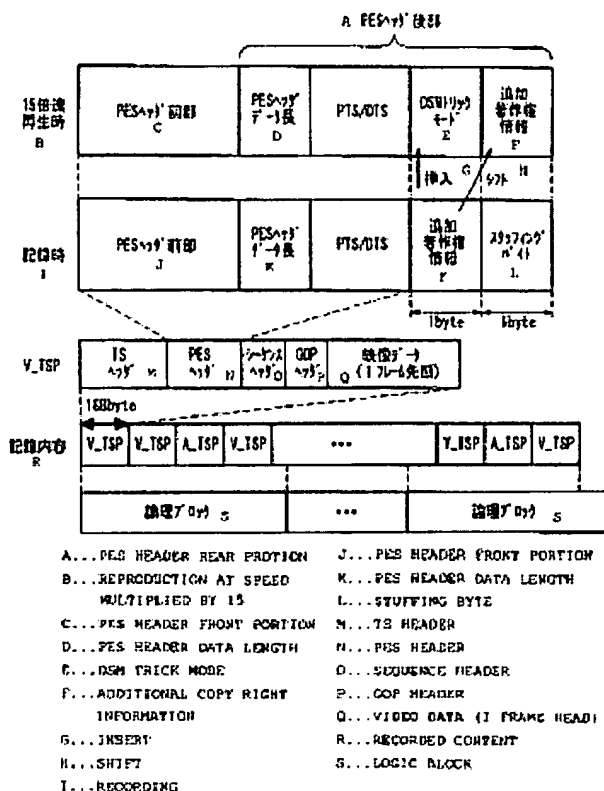 A PESヘッダ後部
15倍速
再生時
B
PESヘッダ前部
C
PESヘッダ
データ長
D
PTS/DTS
DSMトリック
モード
E
追加
著作権
情報
F
挿入 G
シフト H
記録時
I
PESヘッダ前部
J
PESヘッダ
データ長
K
PTS/DTS
追加
著作権
情報
F
スタッフィング
バイト
L
1byte
V_TSP
TS
ヘッダ M
PES
ヘッダ N
シーケンス
ヘッダ O
GOP
ヘッダ P
映像データ
Q (Iフレーム先頭)
188byte
記録内容
R
V_TSP V_TSP A_TSP V_TSP ... V_TSP A_TSP V_TSP
論理ブロック S ... 論理ブロック S
A...PES HEADER REAR PROTION
B...REPRODUCTION AT SPEED
MULTIPLIED BY 15
C...PES HEADER FRONT PORTION
D...PES HEADER DATA LENGTH
E...DSM TRICK MODE
F...ADDITIONAL COPY RIGHT
INFORMATION
G...INSERT
H...SHIFT
I...RECORDING
J...PES HEADER FRONT PORTION
K...PES HEADER DATA LENGTH
L...STUFFING BYTE
M...TS HEADER
N...PES HEADER
O...SEQUENCE HEADER
P...GOP HEADER
Q...VIDEO DATA (I FRAME HEAD)
R...RECORDED CONTENT
S...LOGIC BLOCK